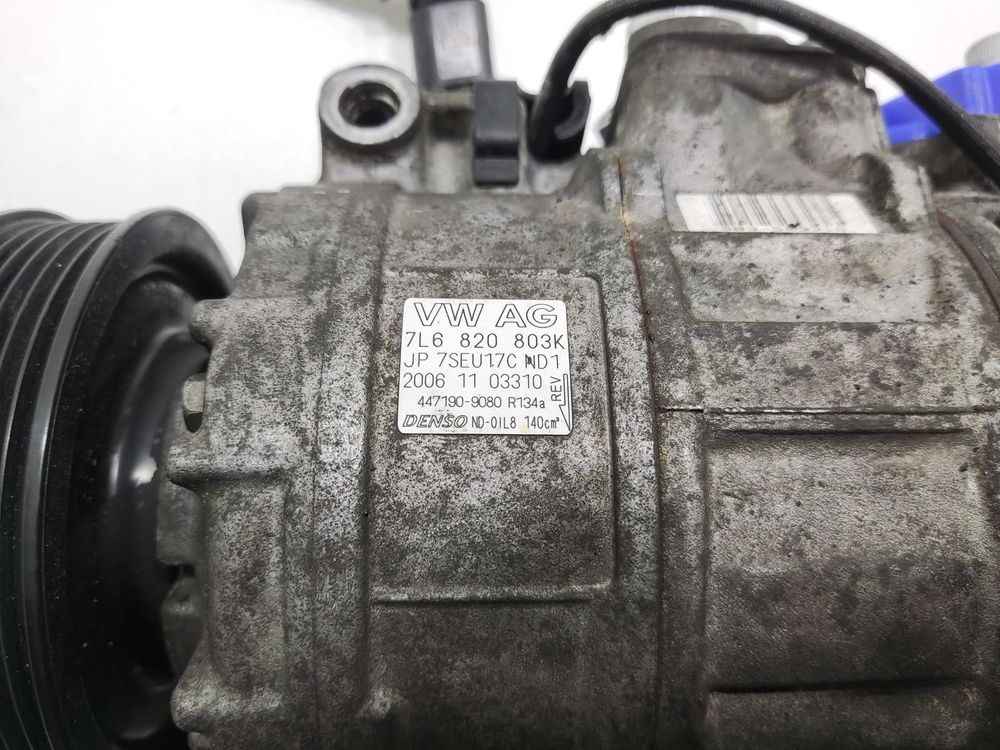 VW AG
7L6 820 803K
JP 7SEU17C ND1
2006 11 03310
REV
447190-9080 R134a
DENSO ND-OIL8 140cm³